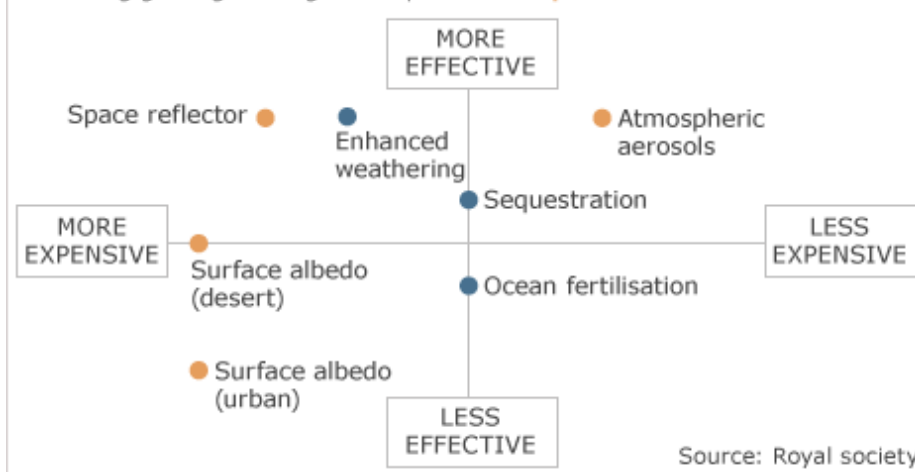 MORE
EFFECTIVE
Space reflector
Enhanced
weathering
Atmospheric
aerosols
Sequestration
MORE
EXPENSIVE
LESS
EXPENSIVE
Surface albedo
(desert)
Ocean fertilisation
Surface albedo
(urban)
LESS
EFFECTIVE
Source: Royal society